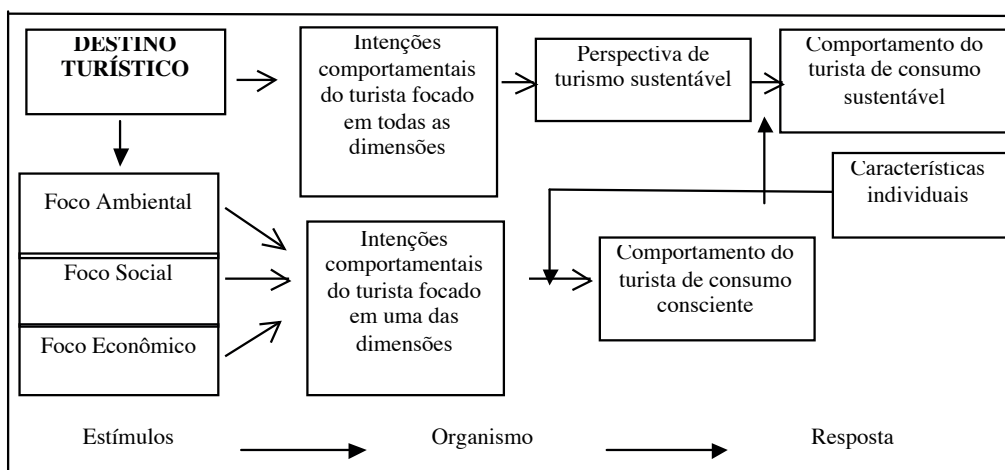 DESTINO
TURÍSTICO
Intenções
comportamentais
do turista focado
em todas as
dimensões
Perspectiva de
turismo sustentável
Comportamento do
turista de consumo
sustentável
Características
individuais
Foco Ambiental
Foco Social
Foco Econômico
Intenções
comportamentais
do turista focado
em uma das
dimensões
Comportamento do
turista de consumo
consciente
Estímulos
Organismo
Resposta